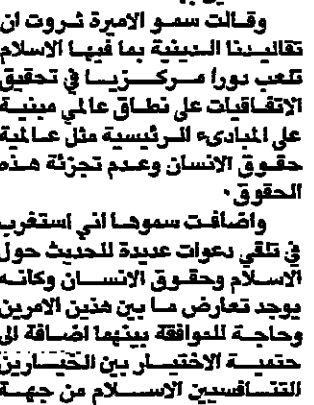 وقالت سمو الاميرة ثروت ان
تقاليدنا الدينية بما فيها الاسلام
تلعب دورا مركزيا في تحقيق
الاتفاقيات على نطاق عالمي مبنية
على المبادىء الرئيسية مثل عالمية
حقوق الانسان وعدم تجزئة هذه
الحقوق.
واضافت سموها اني استغرب
في تلقي دعوات عديدة للحديث حول
الاسلام وحقوق الانسان وكانه
يوجد تعارض ما بين هذين الامرين
وحاجة للموافقة بينهما اضافة الى
حتمية الاختيار بين الخيارين
المتنافسين الاسلام من جهة